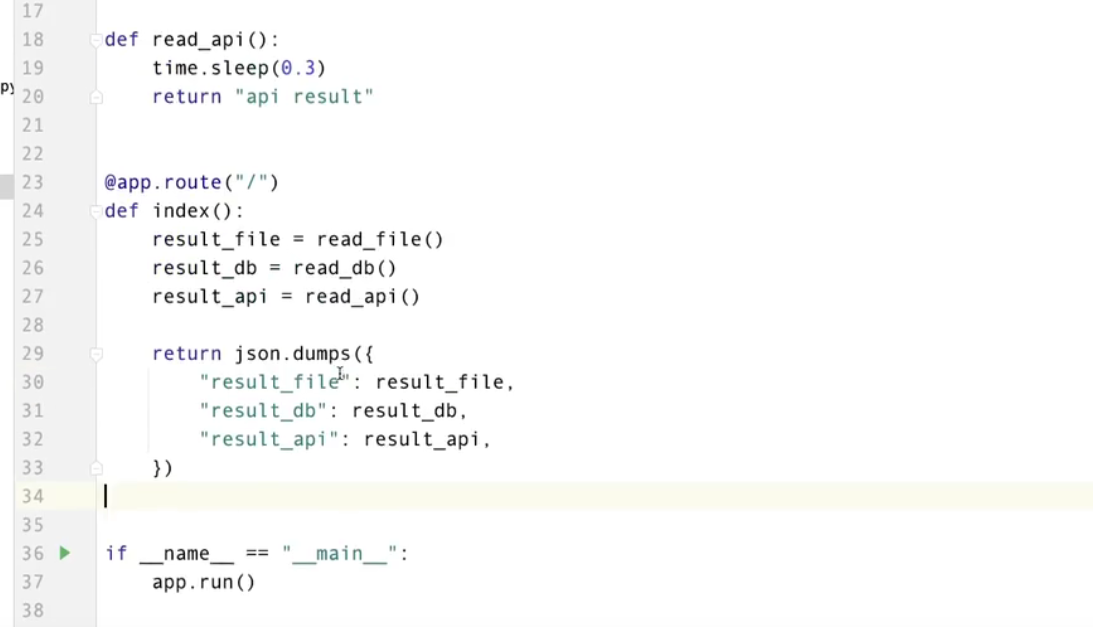 17
18 def read_api():
19     time.sleep(0.3)
py
20     return "api result"
21
22
23 @app.route("/")
24 def index():
25     result_file = read_file()
26     result_db = read_db()
27     result_api = read_api()
28
29     return json.dumps({
30         "result_file": result_file,
31         "result_db": result_db,
32         "result_api": result_api,
33     })
34
35
36 if __name__ == "__main__":
37     app.run()
38